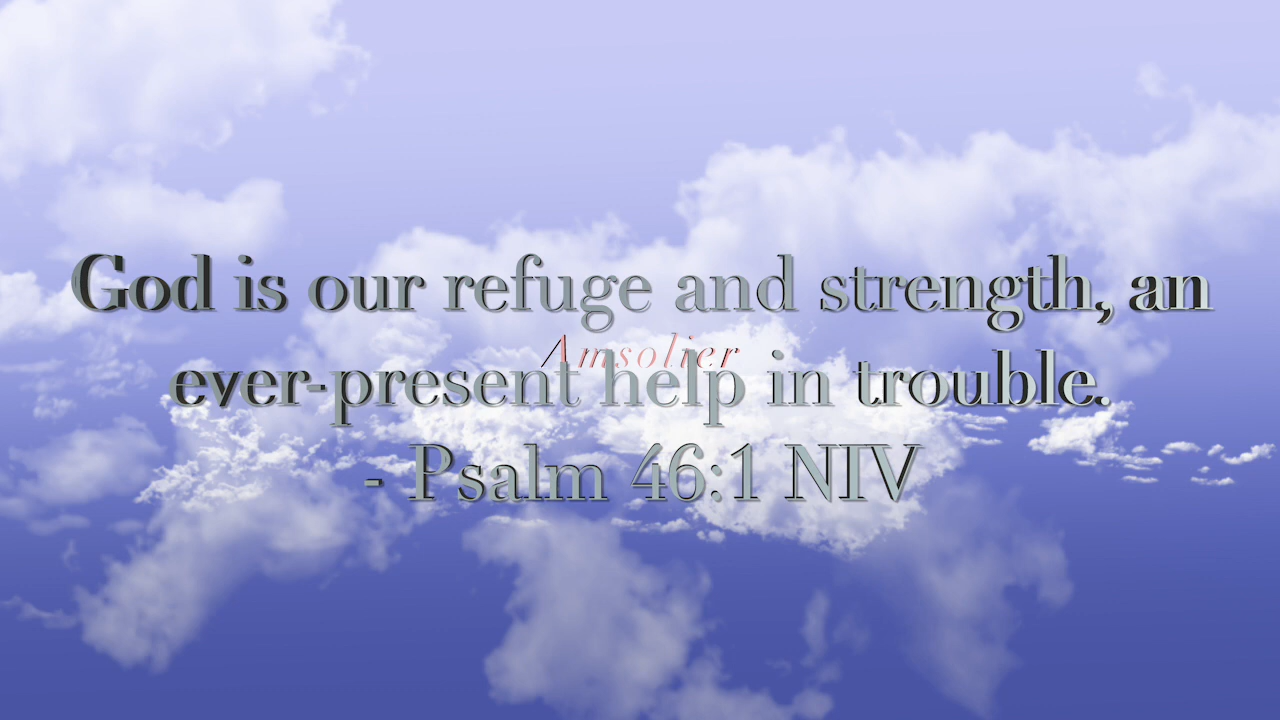 God is our refuge and strength, an
Amsolier
ever-present help in trouble.
- Psalm 46:1 NIV